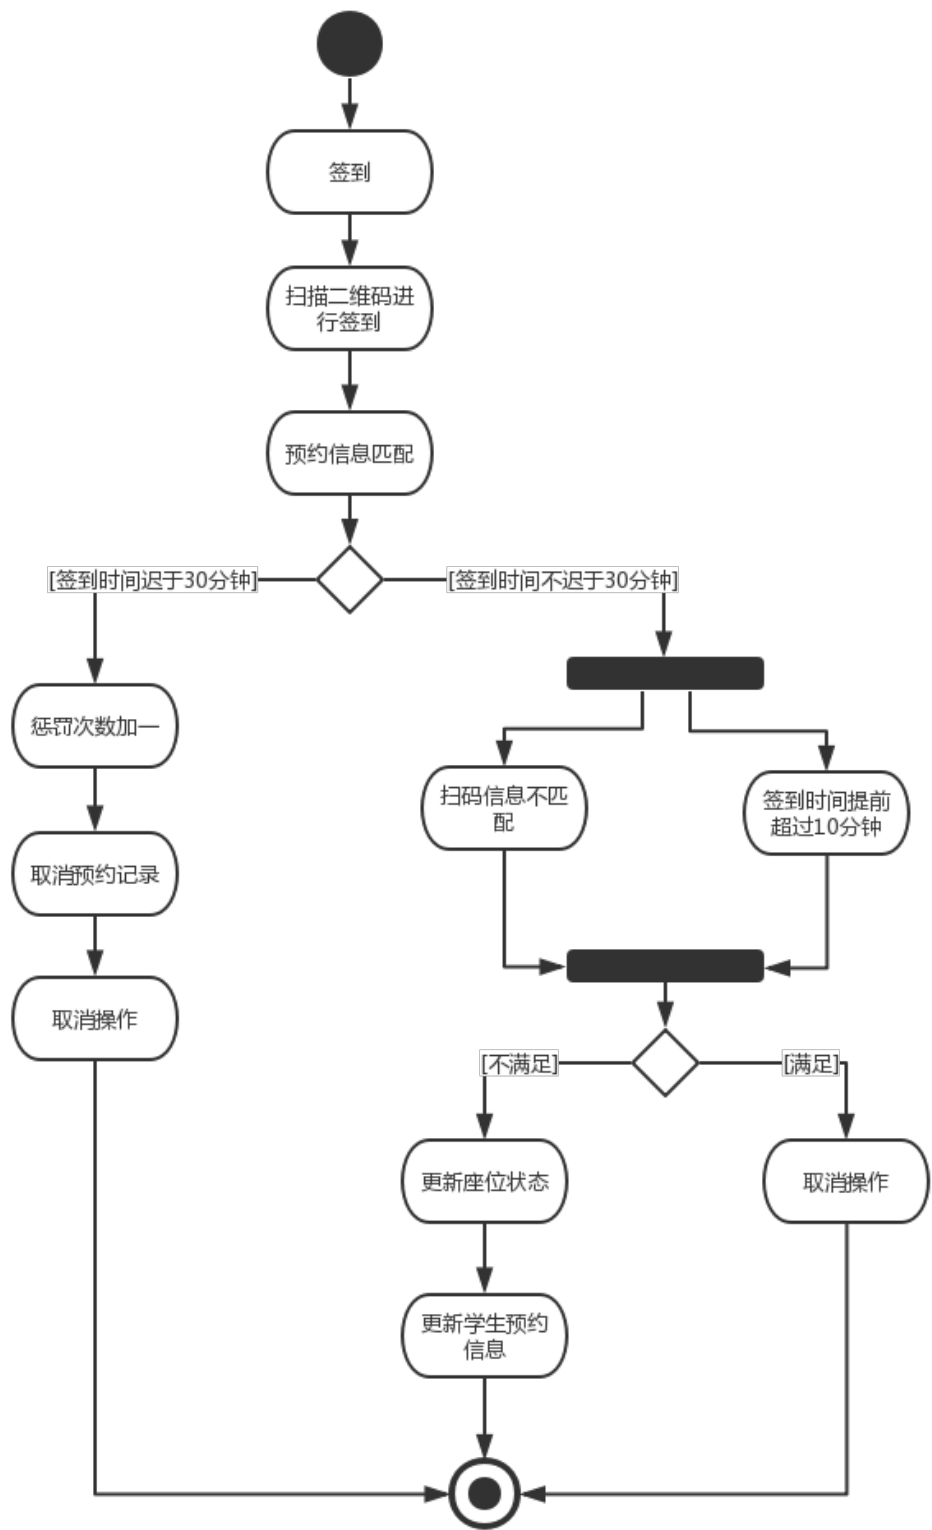 签到
扫描二维码进
行签到
预约信息匹配
[签到时间迟于30分钟]
[签到时间不迟于30分钟]
惩罚次数加一
扫码信息不匹
配
签到时间提前
超过10分钟
取消预约记录
取消操作
[不满足]
[满足]
更新座位状态
取消操作
更新学生预约
信息